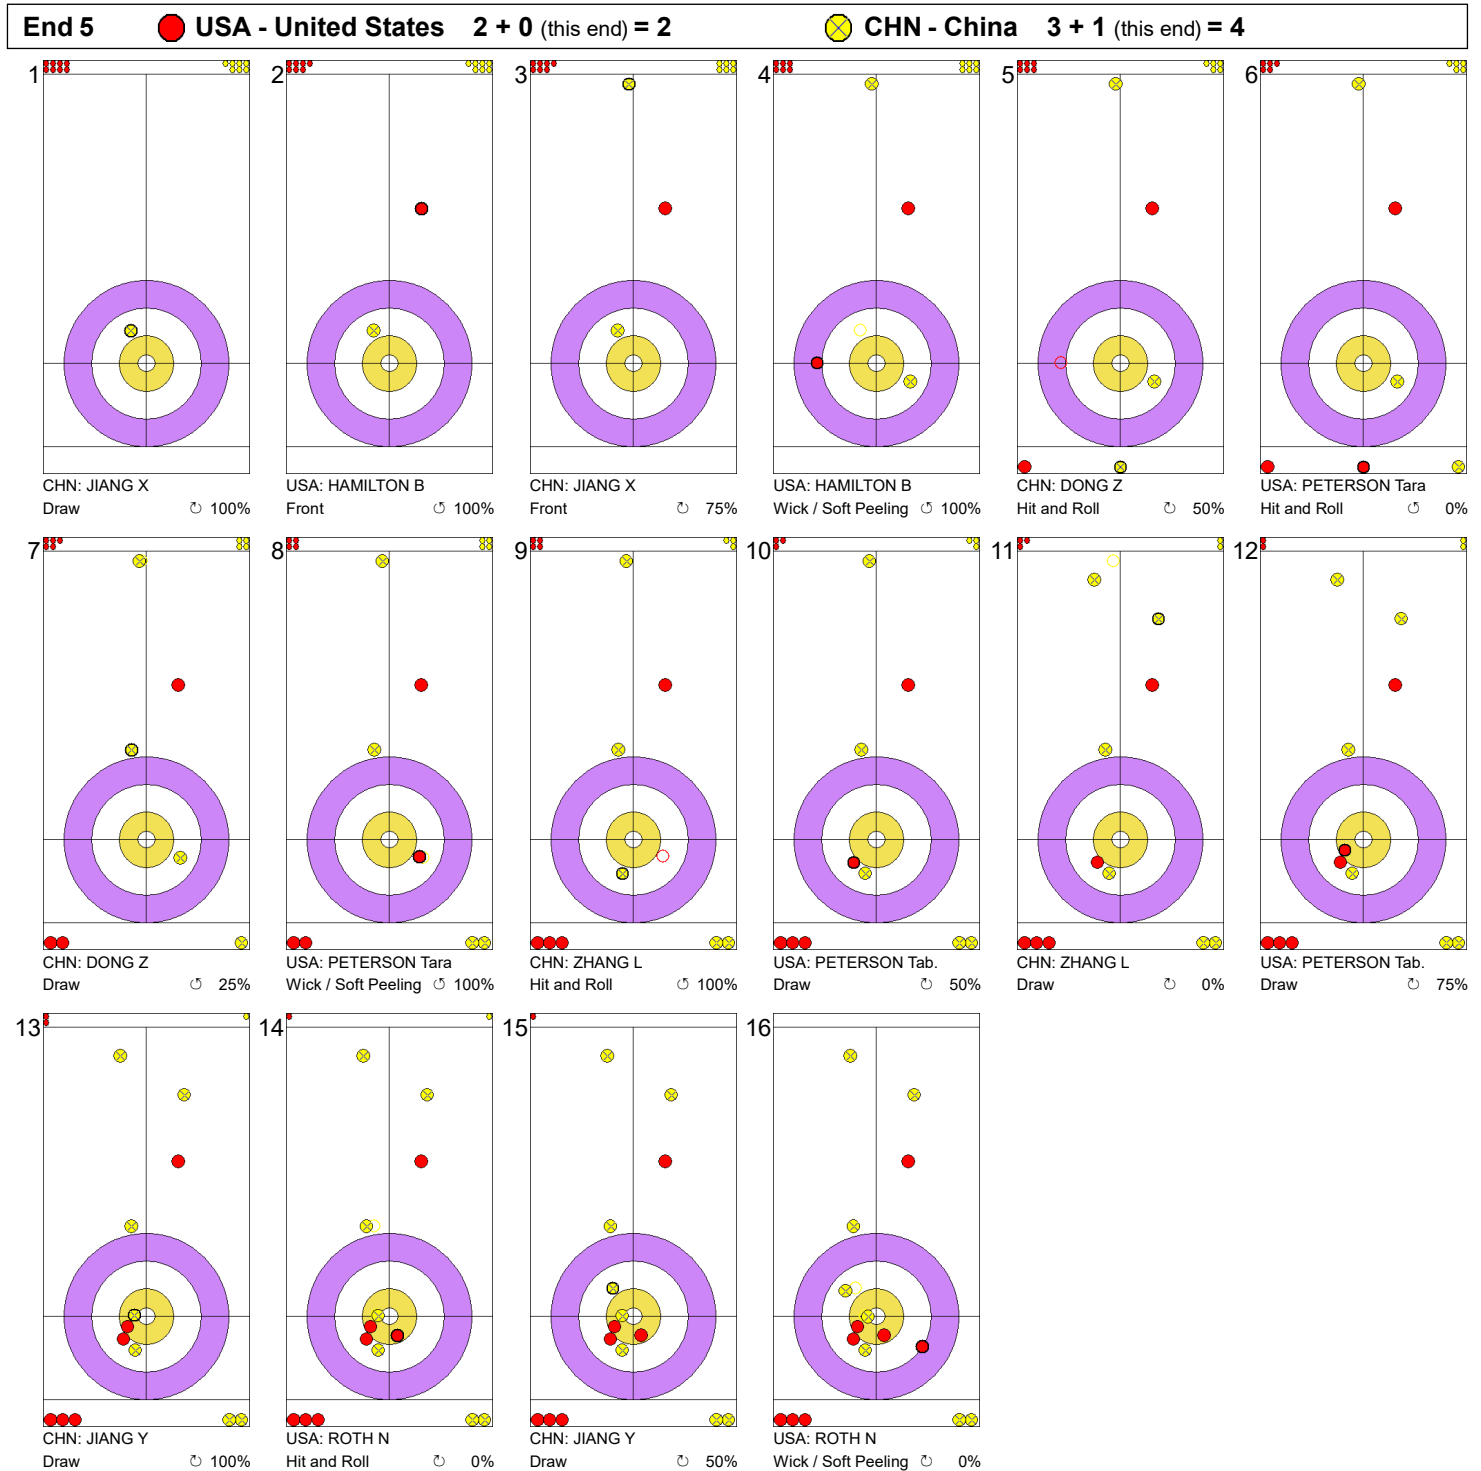 End 5 USA - United States 2 + 0 (this end) = 2 CHN - China 3 + 1 (this end) = 4
1 2 3 4 5 6
CHN: JIANG X USA: HAMILTON B CHN: JIANG X USA: HAMILTON B CHN: DONG Z USA: PETERSON Tara
Draw ↻ 100% Front ↺ 100% Front ↻ 75% Wick / Soft Peeling ↺ 100% Hit and Roll ↻ 50% Hit and Roll ↺ 0%
7 8 9 10 11 12
CHN: DONG Z USA: PETERSON Tara CHN: ZHANG L USA: PETERSON Tab. CHN: ZHANG L USA: PETERSON Tab.
Draw ↺ 25% Wick / Soft Peeling ↺ 100% Hit and Roll ↺ 100% Draw ↻ 50% Draw ↻ 0% Draw ↻ 75%
13 14 15 16
CHN: JIANG Y USA: ROTH N CHN: JIANG Y USA: ROTH N
Draw ↻ 100% Hit and Roll ↻ 0% Draw ↻ 50% Wick / Soft Peeling ↻ 0%